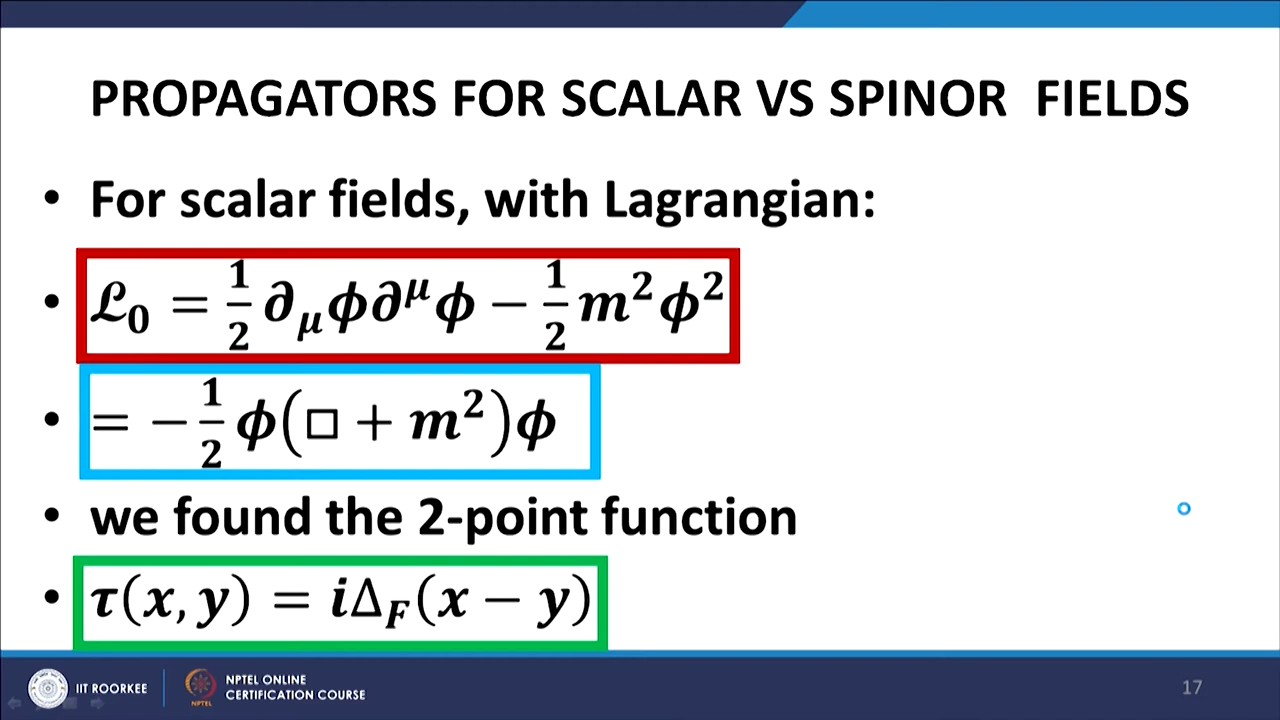 PROPAGATORS FOR SCALAR VS SPINOR FIELDS
• For scalar fields, with Lagrangian:
• ℒ₀ = 1/2 ∂_μϕ∂^μϕ − 1/2 m²ϕ²
• = − 1/2 ϕ(□ + m²)ϕ
• we found the 2-point function
• τ(x, y) = iΔ_F(x − y)
IIT ROORKEE
NPTEL
NPTEL ONLINE
CERTIFICATION COURSE
17